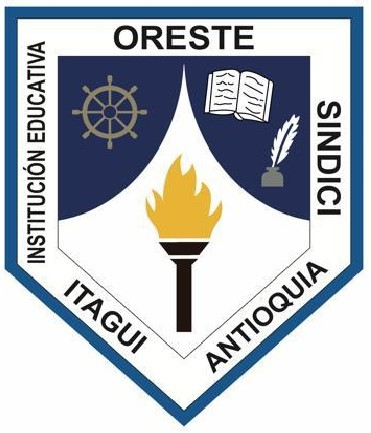 INSTITUCIÓN EDUCATIVA
ORESTE
SINDICI
ITAGUI
ANTIOQUIA